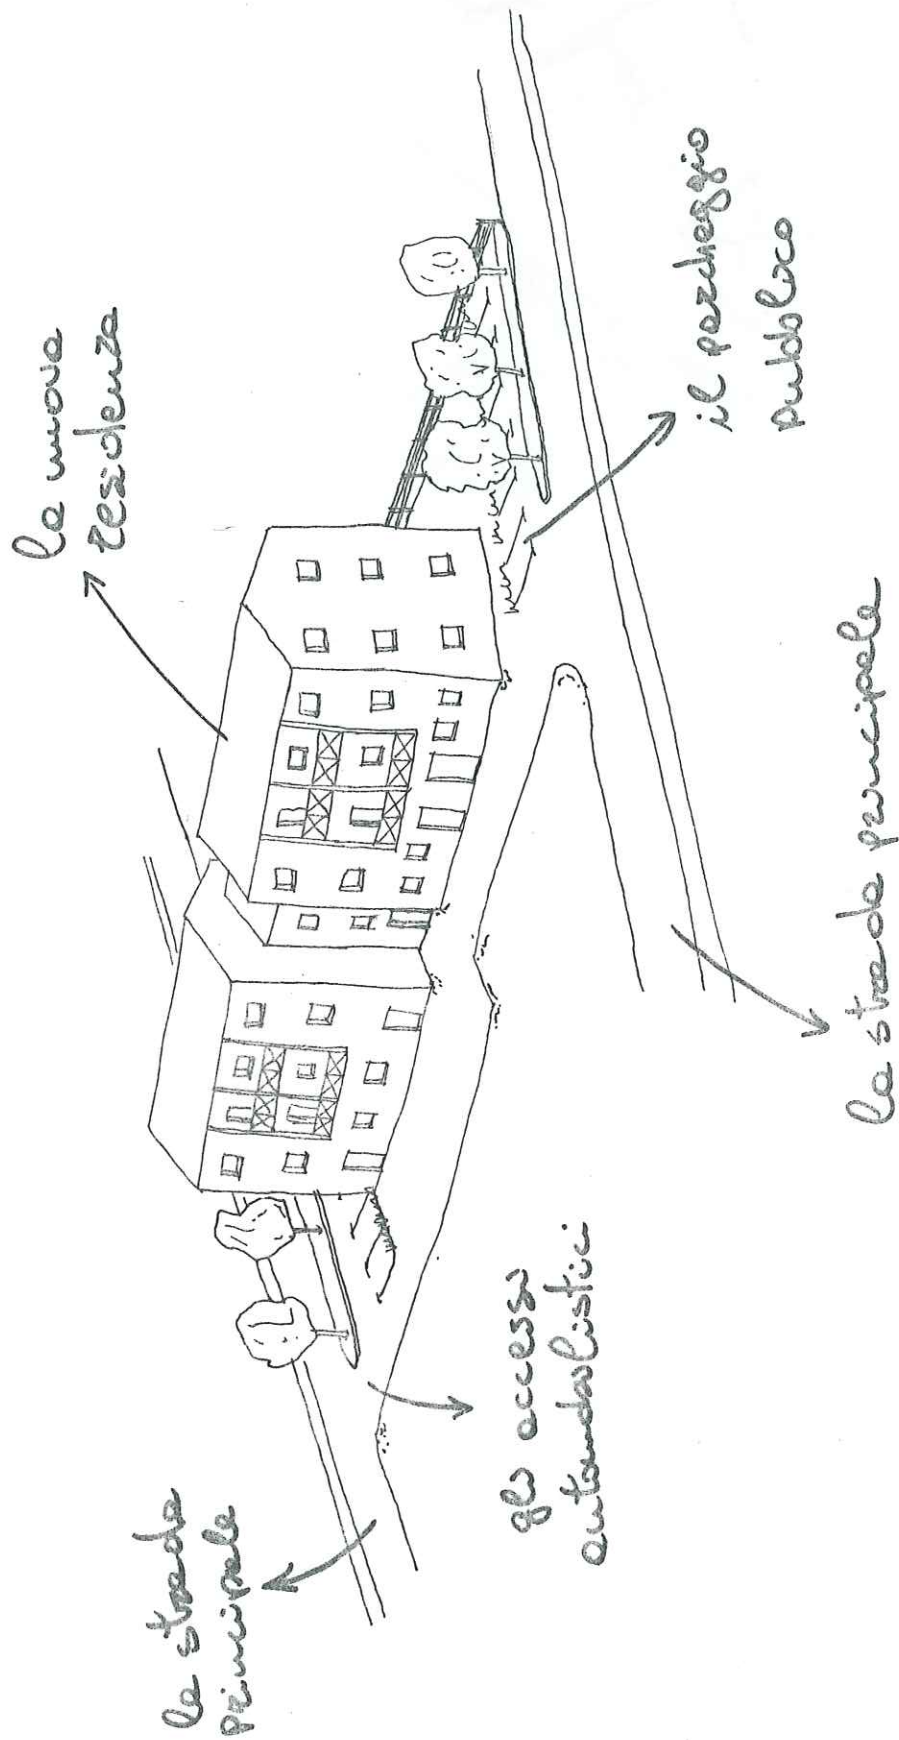 la strada
principale
gli accessi
automobilistici
la nuova
residenza
la strada principale
il parcheggio
pubblico